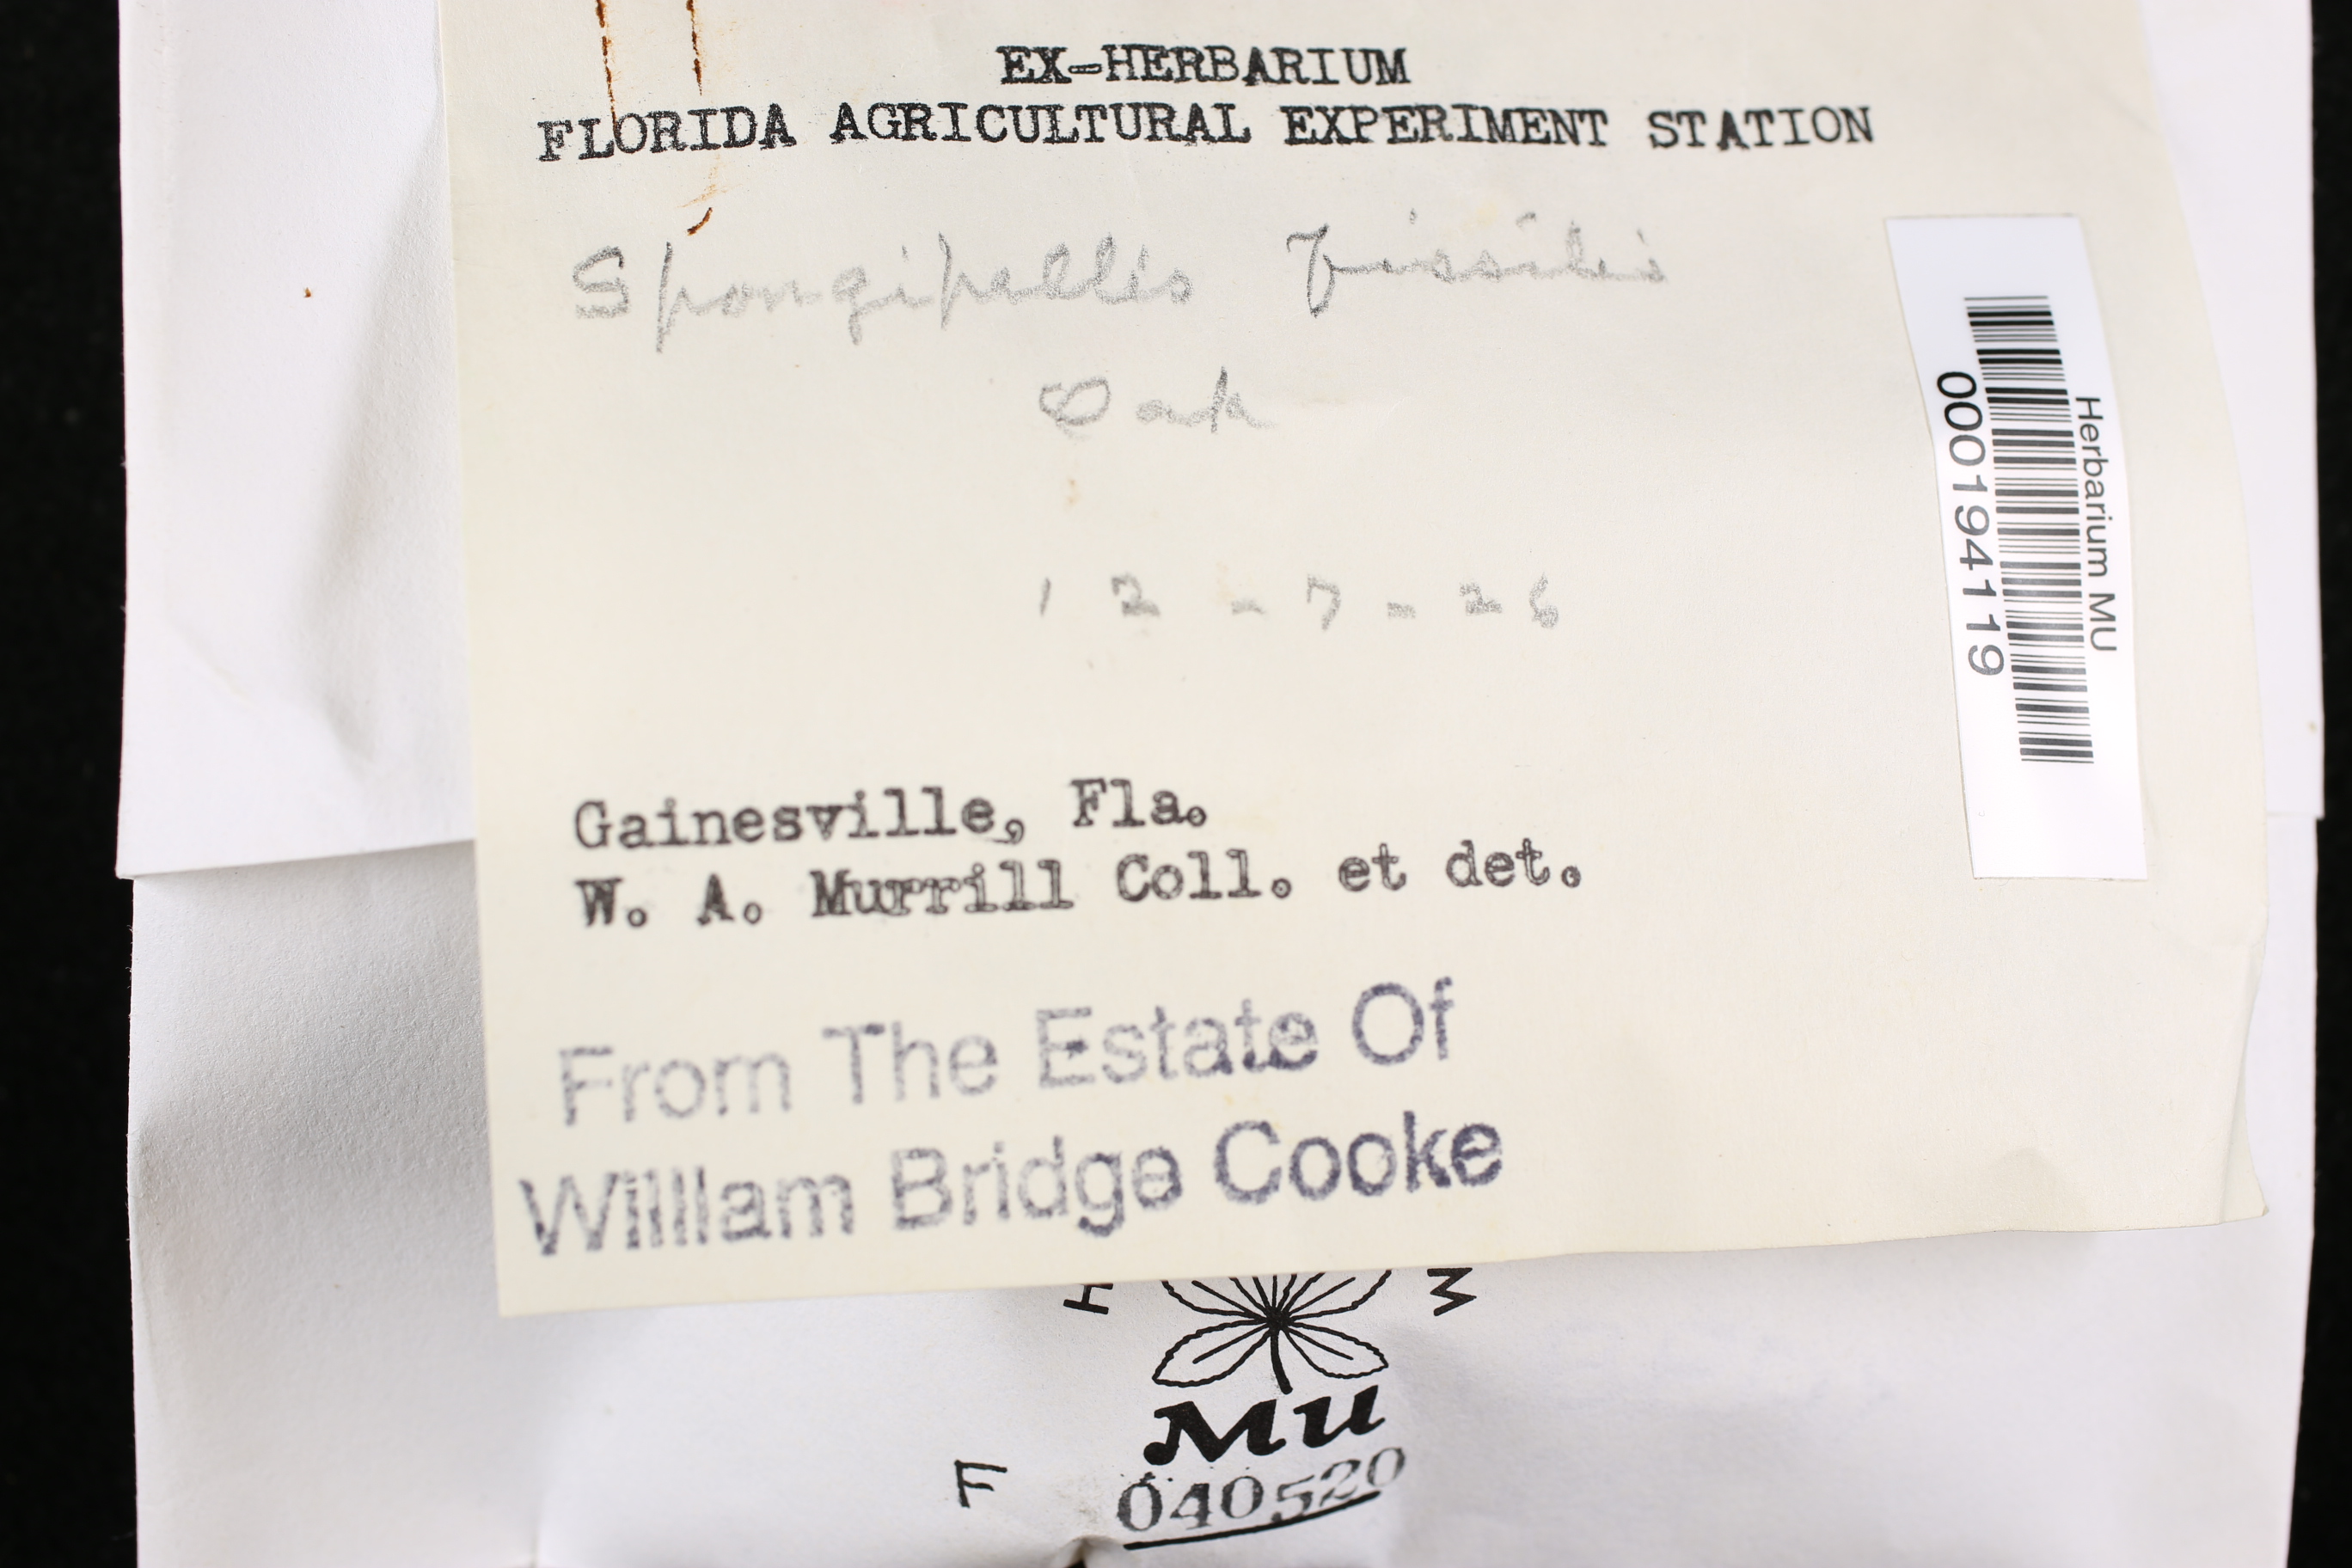 EX-HERBARIUM
FLORIDA AGRICULTURAL EXPERIMENT STATION
Spongipellis fissilis
Oak
12-7-26
Herbarium MU
000194119
Gainesville, Fla.
W. A. Murrill Coll. et det.
From The Estate Of
William Bridge Cooke
H M
Mu
F 040520